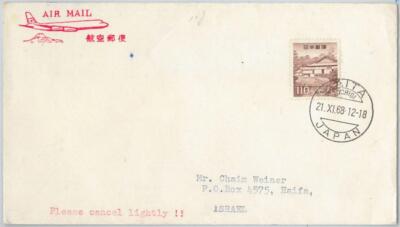 AIR MAIL
航空郵便
日本郵便
110
21.XI.68.12-18
JAPAN
Mr. Chaim Weiner
P.O.Box 4575, Haifa,
ISRAEL
Please cancel lightly !!